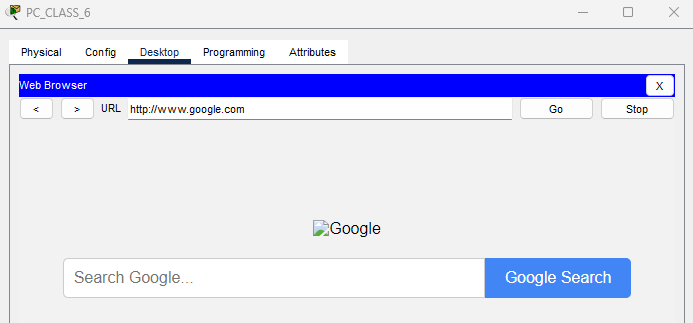 PC_CLASS_6
Physical Config Desktop Programming Attributes
Web Browser X
< > URL http://www.google.com Go Stop
Google
Search Google... Google Search